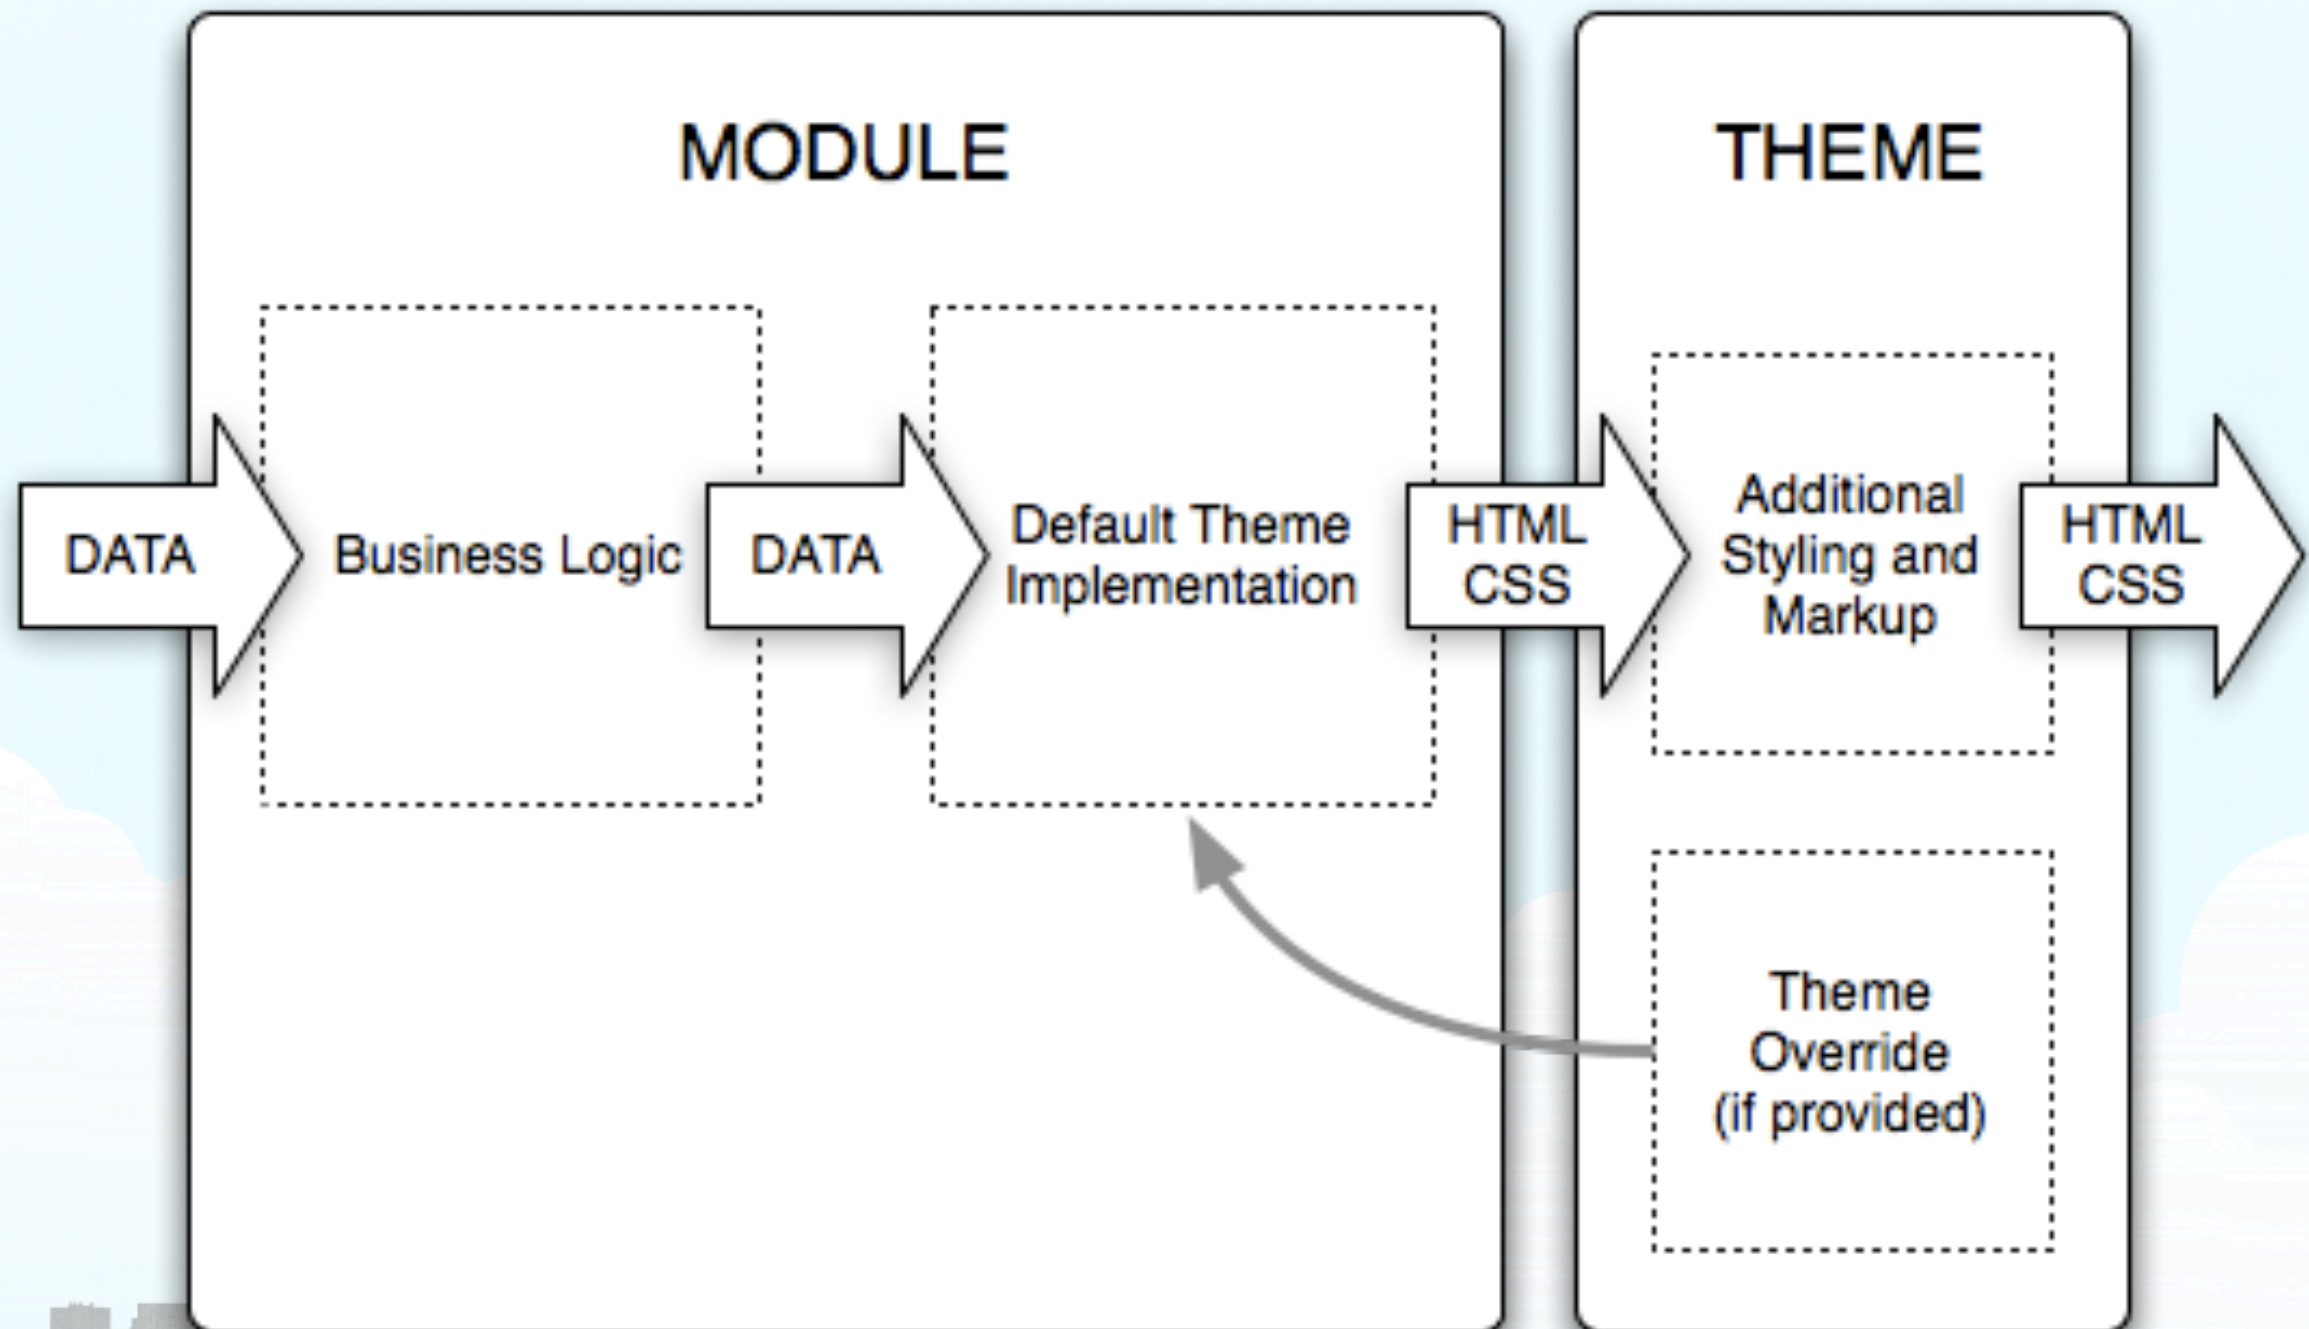 MODULE
THEME
DATA
Business Logic
DATA
Default Theme
Implementation
HTML
CSS
Additional
Styling and
Markup
HTML
CSS
Theme
Override
(if provided)